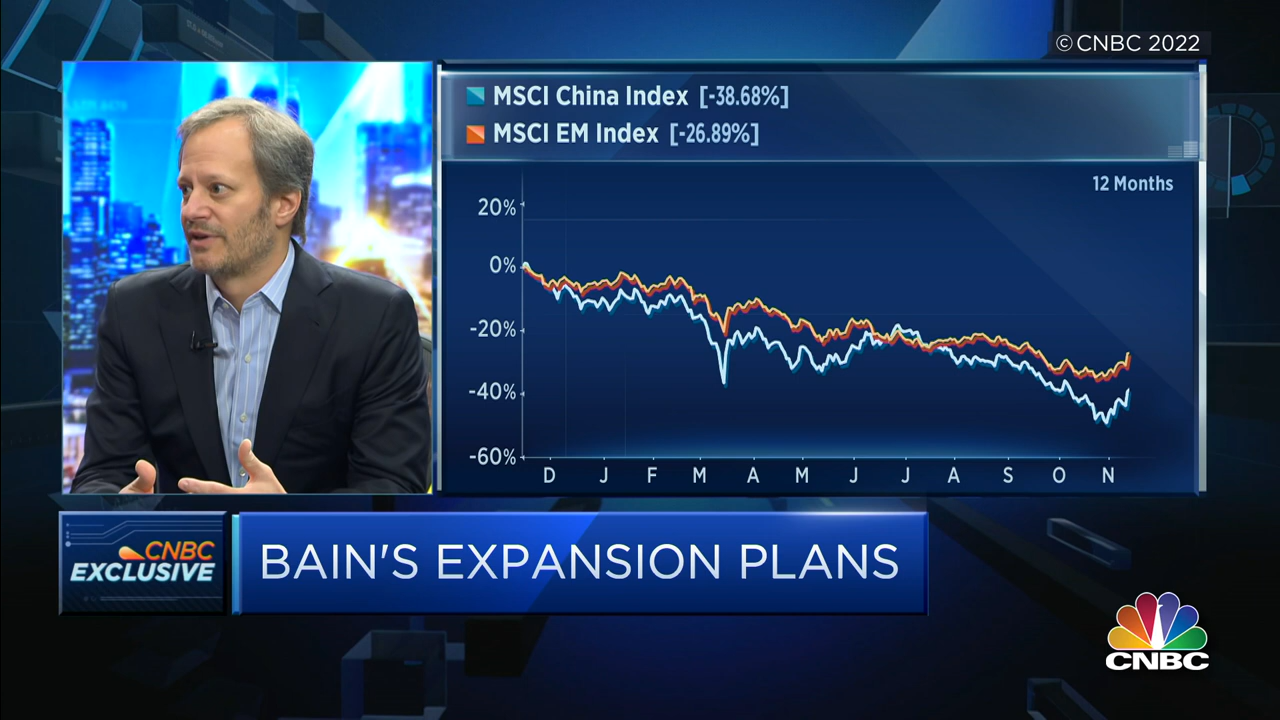 © CNBC 2022
MSCI China Index [-38.68%]
MSCI EM Index [-26.89%]
12 Months
20%
0%
-20%
-40%
-60%
D J F M A M J J A S O N
CNBC
EXCLUSIVE
BAIN'S EXPANSION PLANS
CNBC